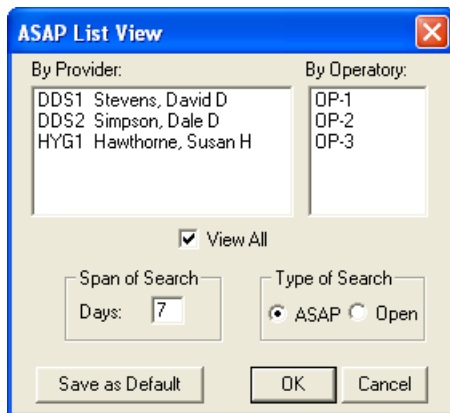 ASAP List View
By Provider: By Operatory:
DDS1 Stevens, David D
DDS2 Simpson, Dale D
HYG1 Hawthorne, Susan H
OP-1
OP-2
OP-3
View All
Span of Search
Days: 7
Type of Search
ASAP Open
Save as Default OK Cancel